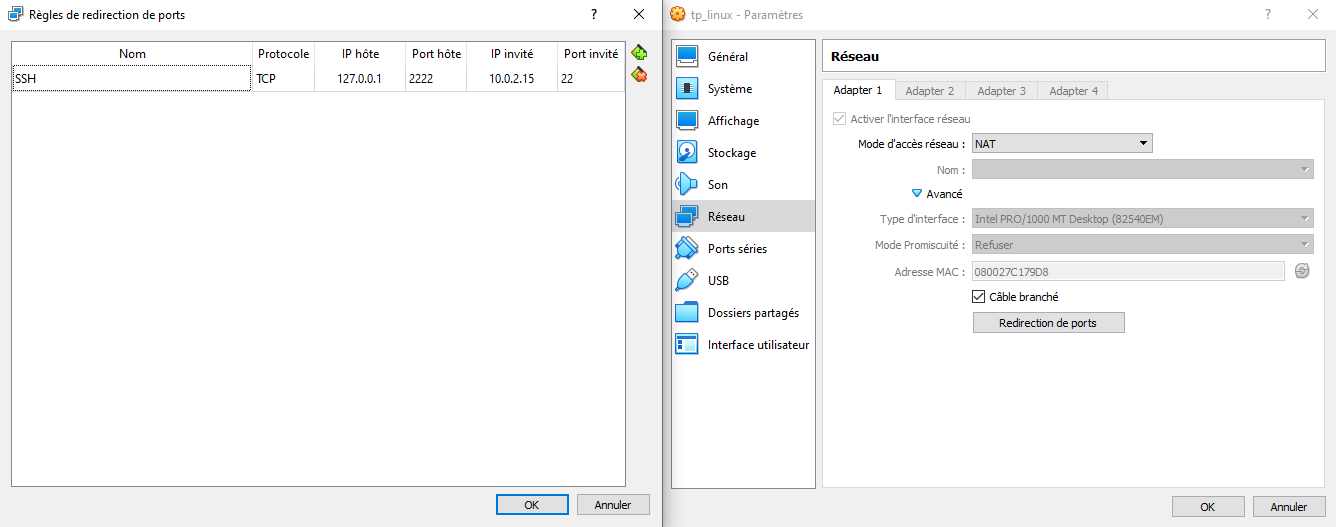 Règles de redirection de ports ?
Nom Protocole IP hôte Port hôte IP invité Port invité
SSH TCP 127.0.0.1 2222 10.0.2.15 22
OK Annuler
tp_linux - Paramètres ?
Général
Système
Affichage
Stockage
Son
Réseau
Ports séries
USB
Dossiers partagés
Interface utilisateur
Réseau
Adapter 1 Adapter 2 Adapter 3 Adapter 4
Activer l'interface réseau
Mode d'accès réseau : NAT
Nom :
Avancé
Type d'interface : Intel PRO/1000 MT Desktop (82540EM)
Mode Promiscuité : Refuser
Adresse MAC : 080027C179D8
Câble branché
Redirection de ports
OK Annuler